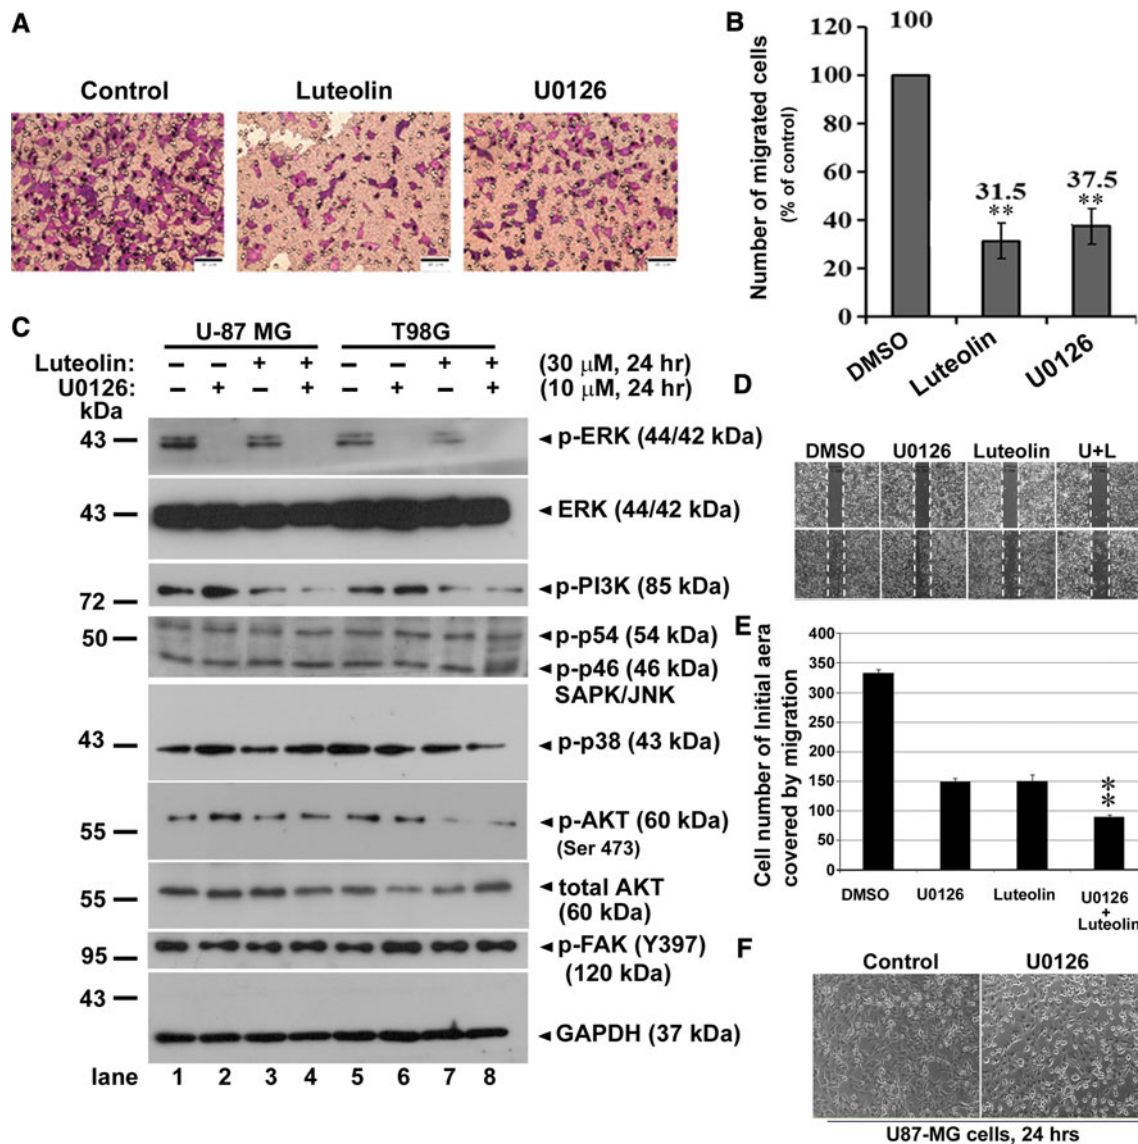 A
Control Luteolin U0126
B
Number of migrated cells
(% of control)
120
100
80
60
40
20
0
100
31.5
**
37.5
**
DMSO
Luteolin
U0126
C
U-87 MG T98G
Luteolin: – – + + – – + + (30 μM, 24 hr)
U0126: – + – + – + – + (10 μM, 24 hr)
kDa
43 p-ERK (44/42 kDa)
43 ERK (44/42 kDa)
72 p-PI3K (85 kDa)
50 p-p54 (54 kDa)
p-p46 (46 kDa)
SAPK/JNK
43 p-p38 (43 kDa)
55 p-AKT (60 kDa)
(Ser 473)
55 total AKT
(60 kDa)
95 p-FAK (Y397)
(120 kDa)
43
GAPDH (37 kDa)
lane 1 2 3 4 5 6 7 8
D
DMSO U0126 Luteolin U+L
E
Cell number of Initial aera
covered by migration
400
350
300
250
200
150
100
50
0
**
DMSO U0126 Luteolin U0126
+
Luteolin
F
Control U0126
U87-MG cells, 24 hrs